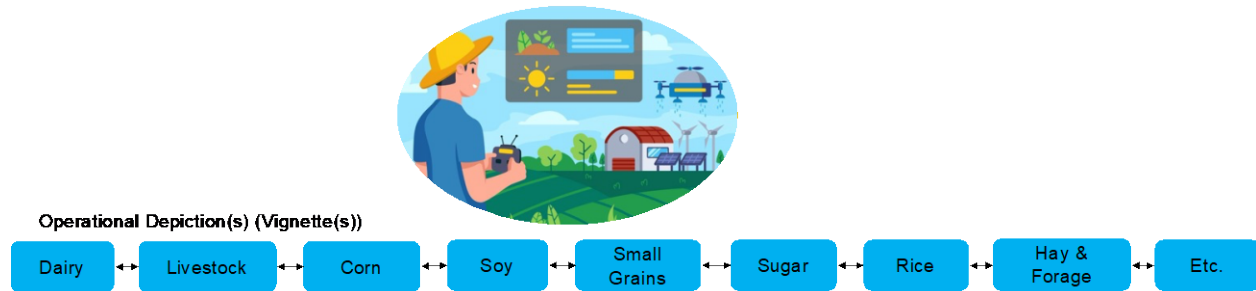 Operational Depiction(s) (Vignette(s))
Dairy
Livestock
Corn
Soy
Small
Grains
Sugar
Rice
Hay &
Forage
Etc.